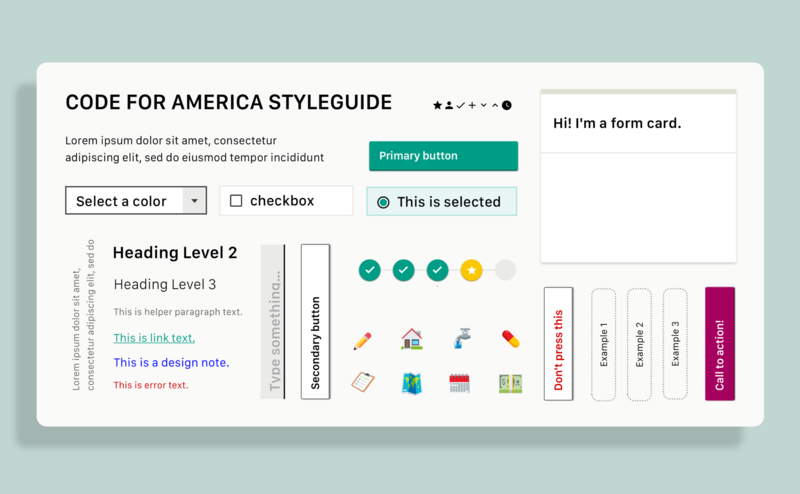 CODE FOR AMERICA STYLEGUIDE
Lorem ipsum dolor sit amet, consectetur
adipiscing elit, sed do eiusmod tempor incididunt
Primary button
Hi! I'm a form card.
Select a color
checkbox
This is selected
Lorem ipsum dolor sit amet,
consectetur adipiscing elit, sed do
Heading Level 2
Heading Level 3
This is helper paragraph text.
This is link text.
This is a design note.
This is error text.
Type something...
Secondary button
Don't press this
Example 1
Example 2
Example 3
Call to action!